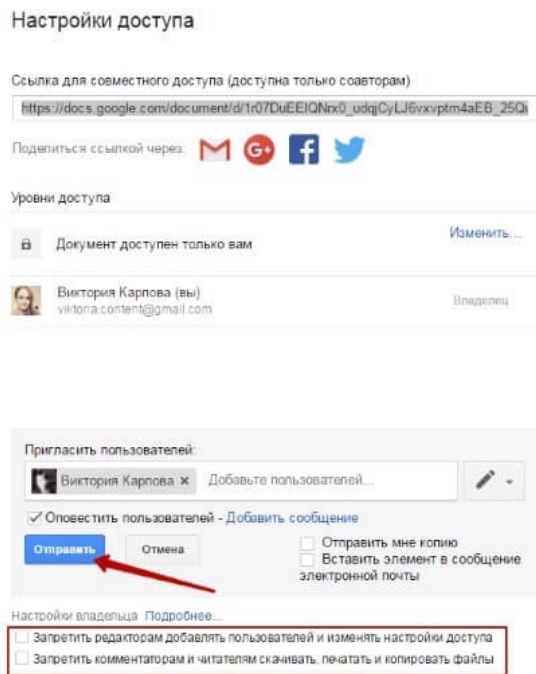 Настройки доступа
Ссылка для совместного доступа (доступна только соавторам)
https://docs.google.com/document/d/1r07DuEEIQNrx0_udqjCyLJ6vxvptm4aEB_25Qi
Поделиться ссылкой через:
Уровни доступа
Документ доступен только вам
Изменить...
Виктория Карпова (вы)
Владелец
viktoria.content@gmail.com
Пригласить пользователей:
Виктория Карпова × Добавьте пользователей...
Оповестить пользователей - Добавить сообщение
Отправить Отмена Отправить мне копию
Вставить элемент в сообщение
электронной почты
Настройки владельца Подробнее...
Запретить редакторам добавлять пользователей и изменять настройки доступа
Запретить комментаторам и читателям скачивать, печатать и копировать файлы